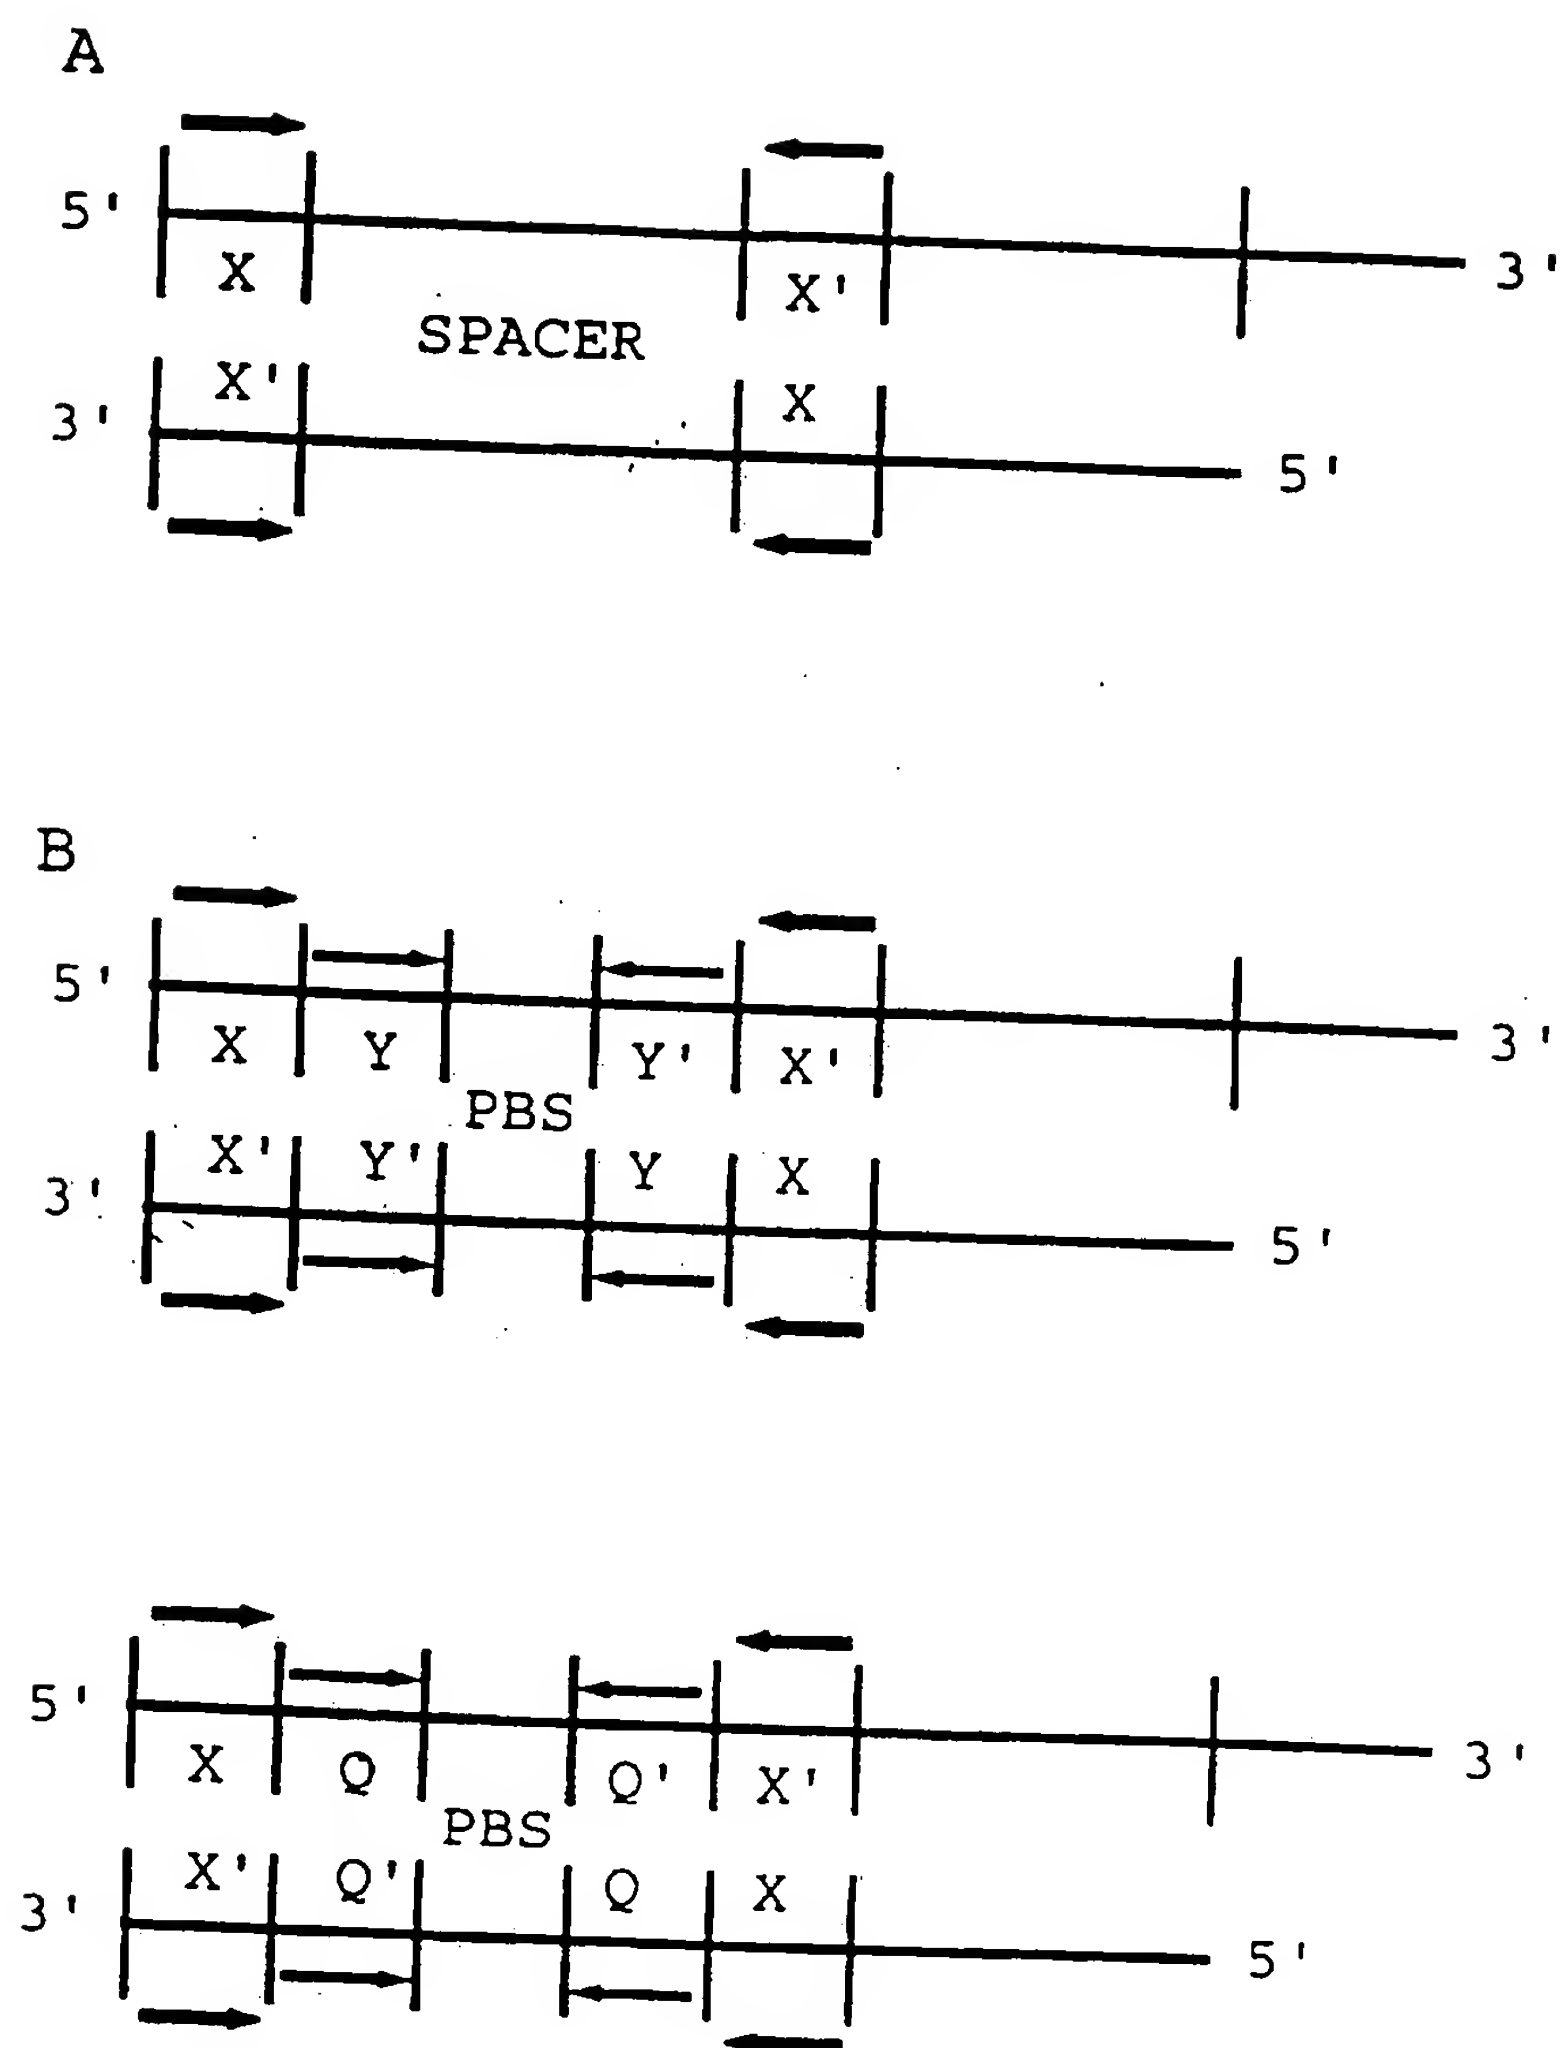 A
5' 3'
X X'
SPACER
X' X
3' 5'
B
5' 3'
X Y Y' X'
PBS
X' Y' Y X
3' 5'
5' 3'
X Q Q' X'
PBS
X' Q' Q X
3' 5'